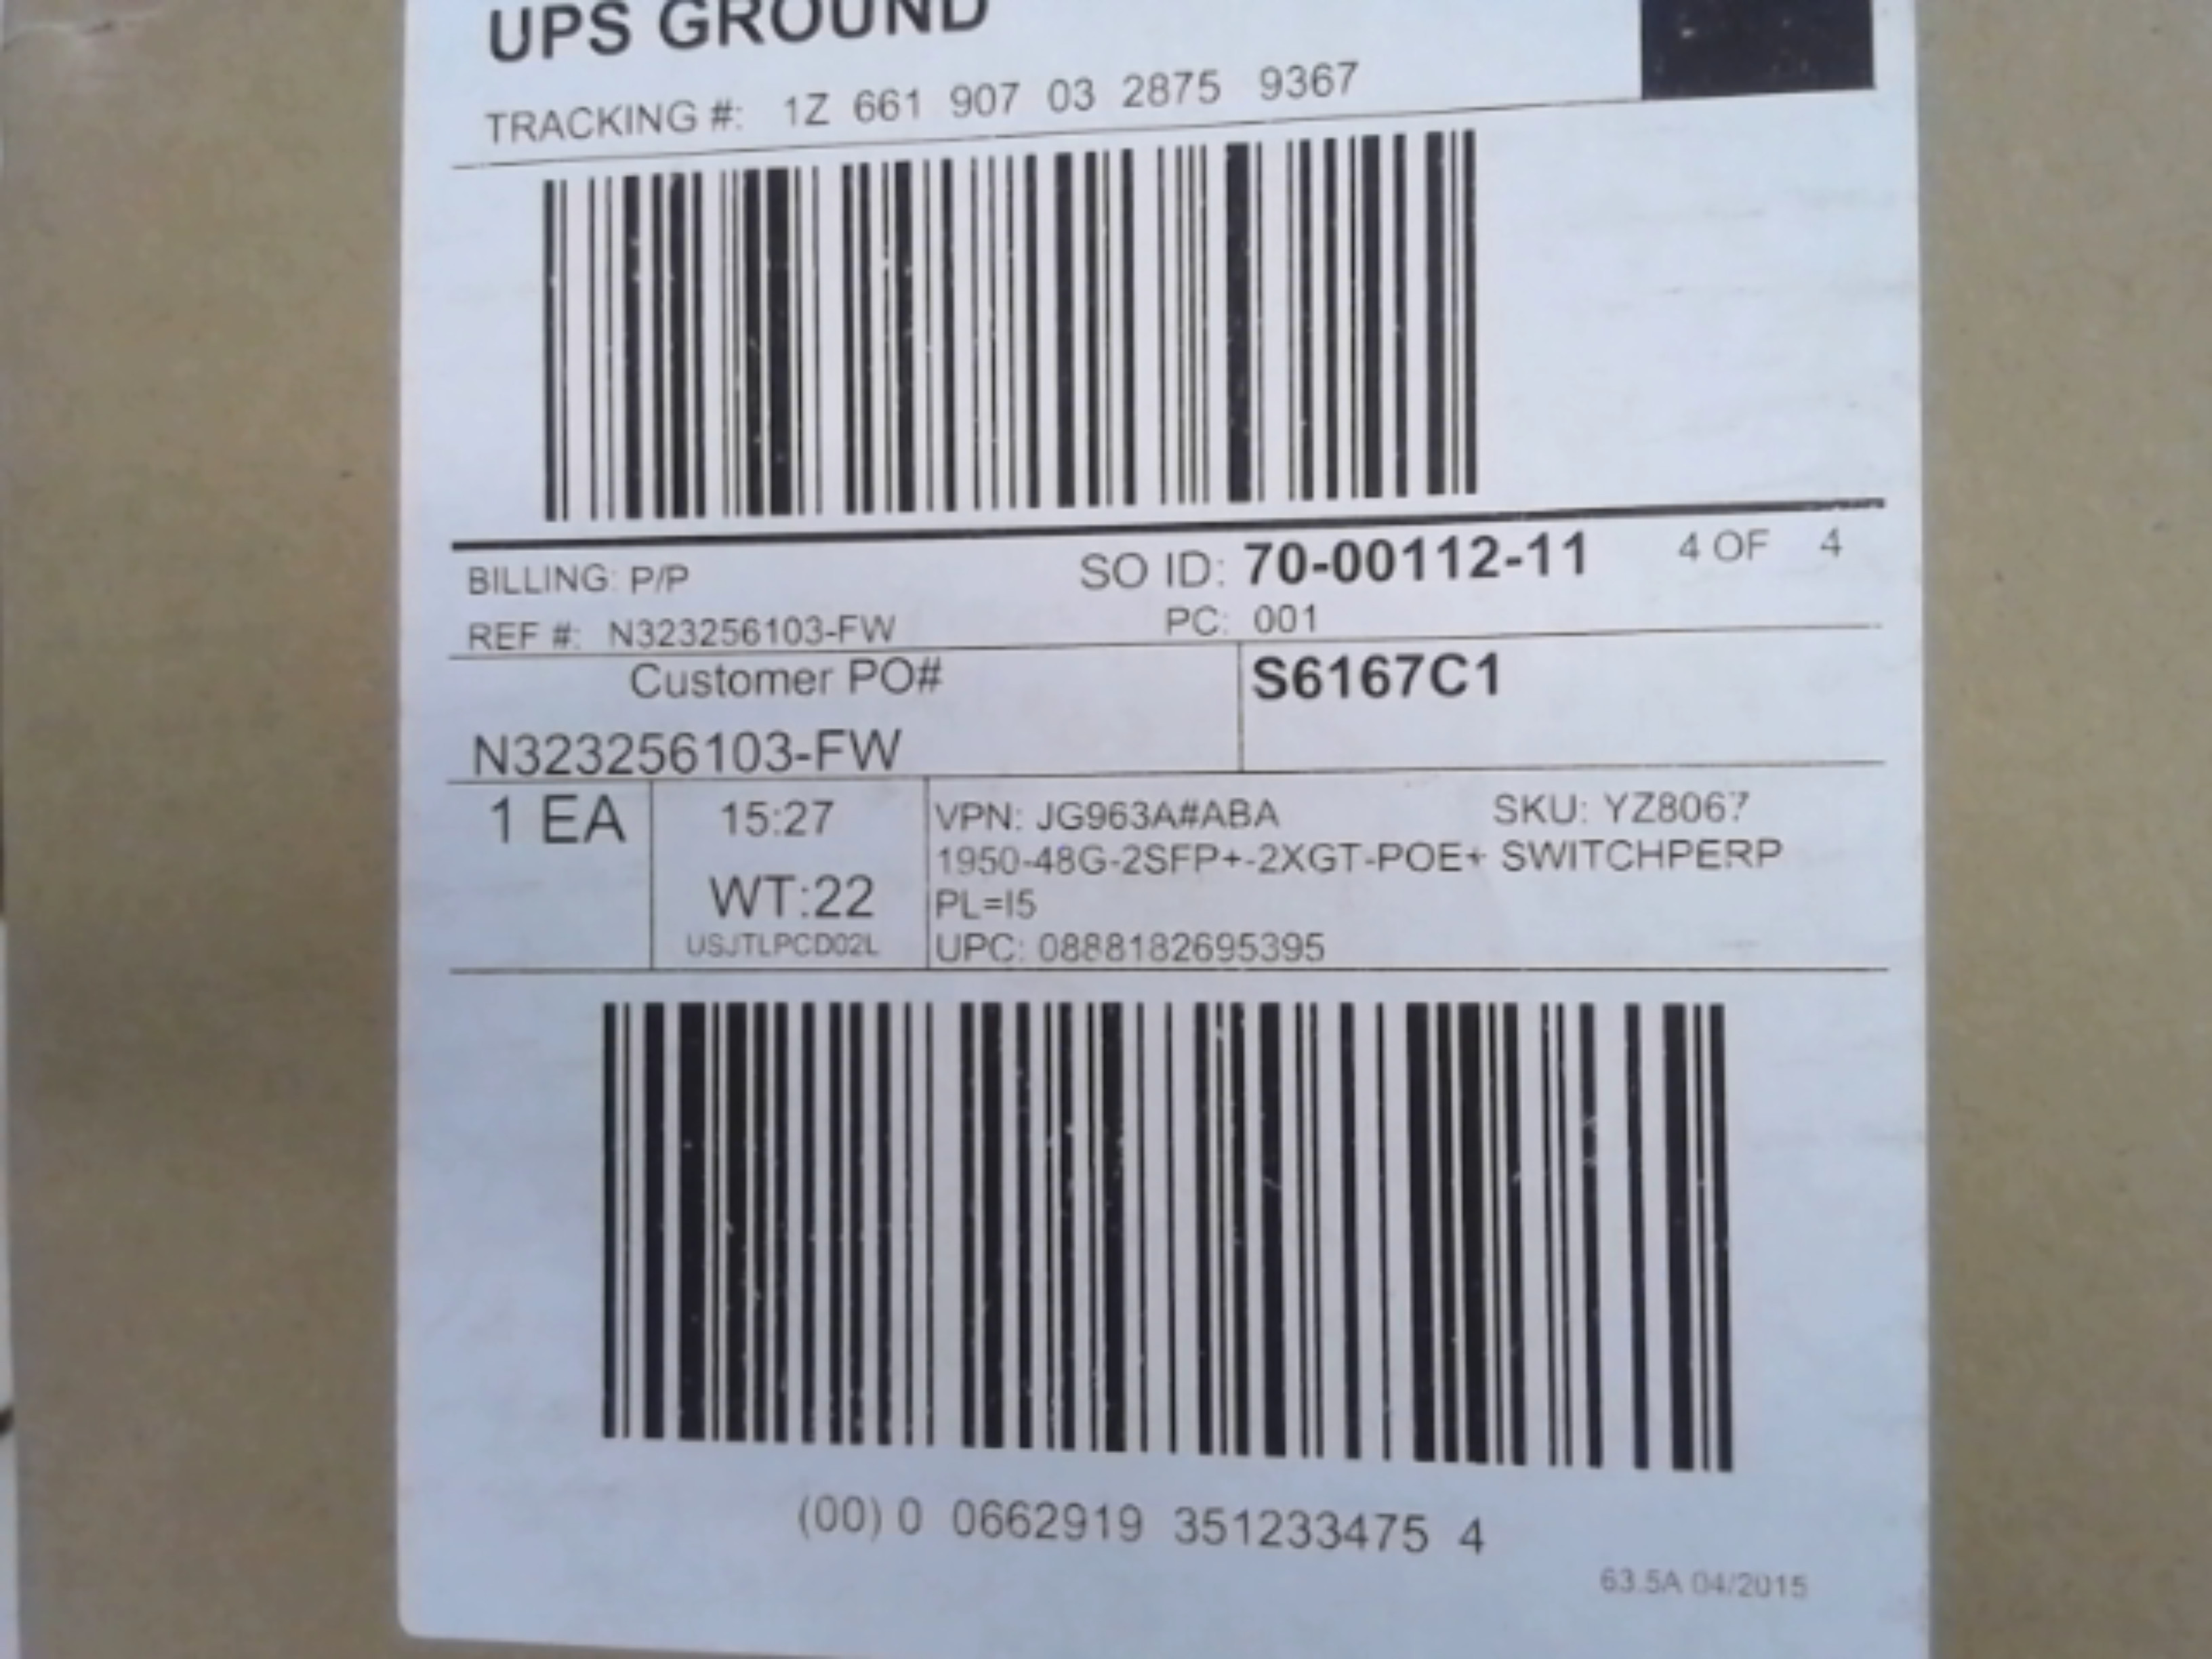 UPS GROUND
TRACKING #: 1Z 661 907 03 2875 9367
BILLING: P/P
SO ID: 70-00112-11
4 OF 4
REF #: N323256103-FW
PC: 001
Customer PO#
S6167C1
N323256103-FW
1 EA
15:27
VPN: JG963A#ABA
SKU: YZ8067
1950-48G-2SFP+-2XGT-POE+ SWITCHPERP
WT:22
PL=I5
USJTLPCD02L
UPC: 0888182695395
(00) 0 0662919 351233475 4
63.5A 04/2015